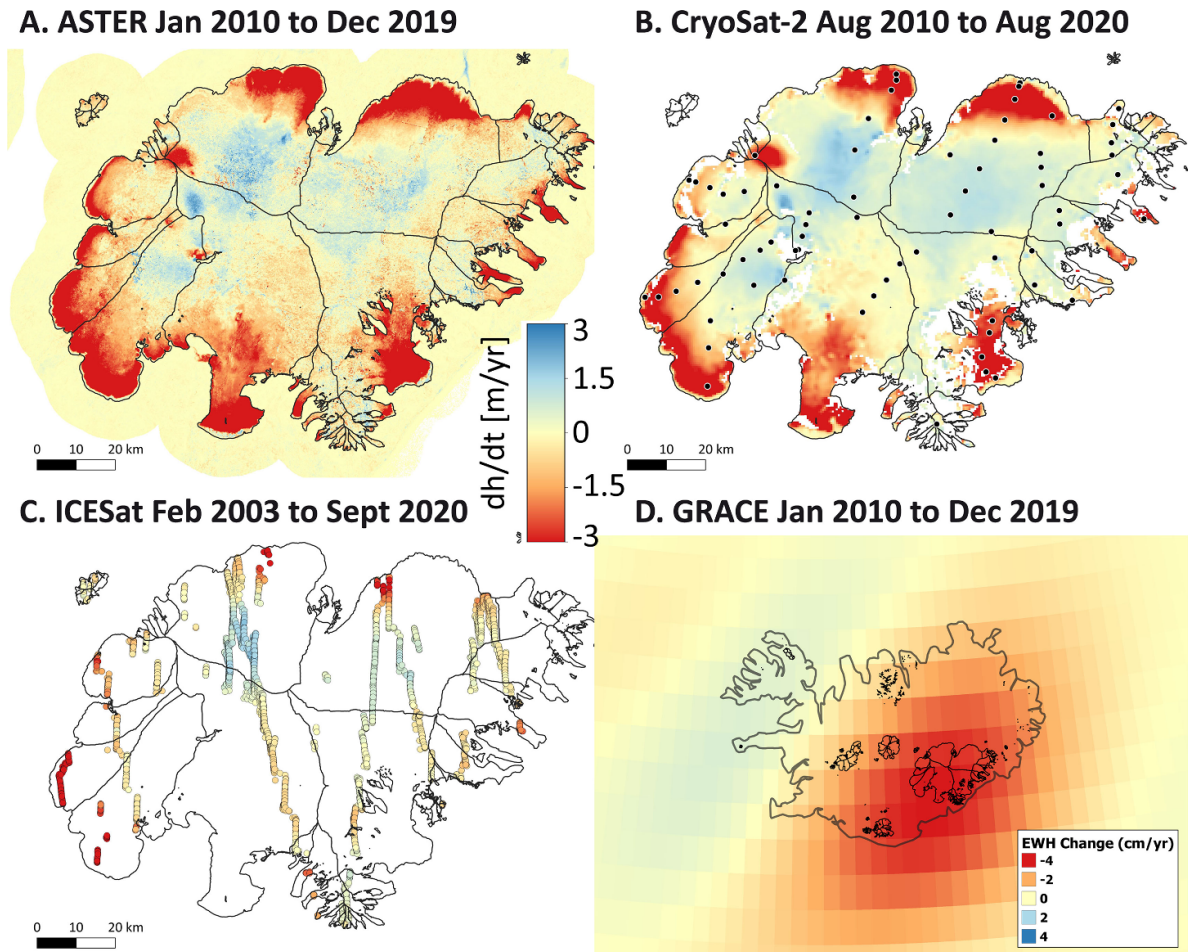 A. ASTER Jan 2010 to Dec 2019
B. CryoSat-2 Aug 2010 to Aug 2020
dh/dt [m/yr]
3
1.5
0
-1.5
-3
0 10 20 km
0 10 20 km
C. ICESat Feb 2003 to Sept 2020
D. GRACE Jan 2010 to Dec 2019
0 10 20 km
EWH Change (cm/yr)
-4
-2
0
2
4